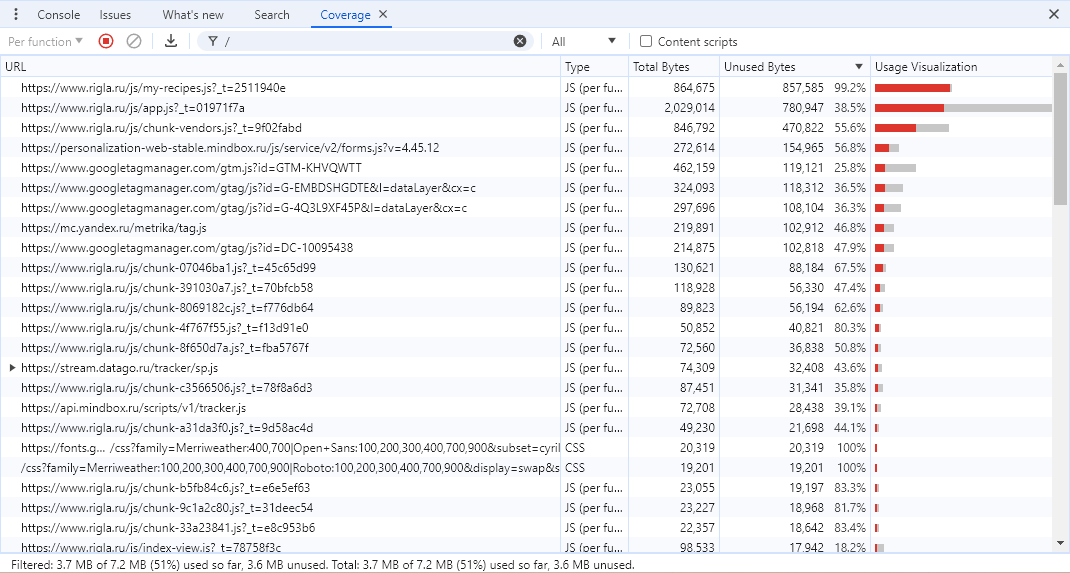 Console Issues What's new Search Coverage
Per function / All Content scripts
URL Type Total Bytes Unused Bytes Usage Visualization
https://www.rigla.ru/js/my-recipes.js?_t=2511940e JS (per fu... 864,675 857,585 99.2%
https://www.rigla.ru/js/app.js?_t=01971f7a JS (per fu... 2,029,014 780,947 38.5%
https://www.rigla.ru/js/chunk-vendors.js?_t=9f02fabd JS (per fu... 846,792 470,822 55.6%
https://personalization-web-stable.mindbox.ru/js/service/v2/forms.js?v=4.45.12 JS (per fu... 272,614 154,965 56.8%
https://www.googletagmanager.com/gtm.js?id=GTM-KHVQWTT JS (per fu... 462,159 119,121 25.8%
https://www.googletagmanager.com/gtag/js?id=G-EMBDSHGDTE&l=dataLayer&cx=c JS (per fu... 324,093 118,312 36.5%
https://www.googletagmanager.com/gtag/js?id=G-4Q3L9XF45P&l=dataLayer&cx=c JS (per fu... 297,696 108,104 36.3%
https://mc.yandex.ru/metrika/tag.js JS (per fu... 219,891 102,912 46.8%
https://www.googletagmanager.com/gtag/js?id=DC-10095438 JS (per fu... 214,875 102,818 47.9%
https://www.rigla.ru/js/chunk-07046ba1.js?_t=45c65d99 JS (per fu... 130,621 88,184 67.5%
https://www.rigla.ru/js/chunk-391030a7.js?_t=70bfcb58 JS (per fu... 118,928 56,330 47.4%
https://www.rigla.ru/js/chunk-8069182c.js?_t=f776db64 JS (per fu... 89,823 56,194 62.6%
https://www.rigla.ru/js/chunk-4f767f55.js?_t=f13d91e0 JS (per fu... 50,852 40,821 80.3%
https://www.rigla.ru/js/chunk-8f650d7a.js?_t=fba5767f JS (per fu... 72,560 36,838 50.8%
https://stream.datago.ru/tracker/sp.js JS (per fu... 74,309 32,408 43.6%
https://www.rigla.ru/js/chunk-c3566506.js?_t=78f8a6d3 JS (per fu... 87,451 31,341 35.8%
https://api.mindbox.ru/scripts/v1/tracker.js JS (per fu... 72,708 28,438 39.1%
https://www.rigla.ru/js/chunk-a31da3f0.js?_t=9d58ac4d JS (per fu... 49,230 21,698 44.1%
https://fonts.g... /css?family=Merriweather:400,700|Open+Sans:100,200,300,400,700,900&subset=cyril CSS 20,319 20,319 100%
/css?family=Merriweather:100,200,300,400,700,900|Roboto:100,200,300,400,700,900&display=swap&s CSS 19,201 19,201 100%
https://www.rigla.ru/js/chunk-b5fb84c6.js?_t=e6e5ef63 JS (per fu... 23,055 19,197 83.3%
https://www.rigla.ru/js/chunk-9c1a2c80.js?_t=31deec54 JS (per fu... 23,227 18,968 81.7%
https://www.rigla.ru/js/chunk-33a23841.js?_t=e8c953b6 JS (per fu... 22,357 18,642 83.4%
https://www.rigla.ru/js/index-view.js?_t=78758f3c JS (per fu... 98,533 17,942 18.2%
Filtered: 3.7 MB of 7.2 MB (51%) used so far, 3.6 MB unused. Total: 3.7 MB of 7.2 MB (51%) used so far, 3.6 MB unused.